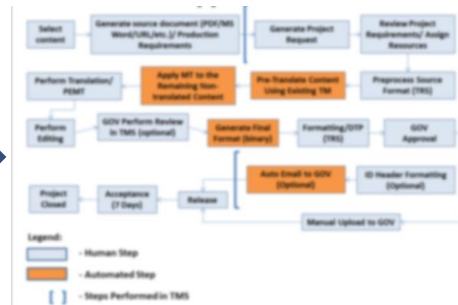 Select
content
Generate source document (PDF/MS
Word/URL/etc.)/ Production
Requirements
Generate Project
Request
Review Project
Requirements/ Assign
Resources
Perform Translation/
PEMT
Apply MT to the
Remaining Non-
translated Content
Pre-Translate Content
Using Existing TM
Preprocess Source
Format (TRS)
Perform
Editing
GOV Perform Review
in TMS (optional)
Generate Final
Format (binary)
Formatting/DTP
(TRS)
GOV
Approval
Project
Closed
Acceptance
(7 Days)
Release
Auto Email to GOV
(Optional)
ID Header Formatting
(Optional)
Manual Upload to GOV
Legend:
- Human Step
- Automated Step
[ ] - Steps Performed in TMS